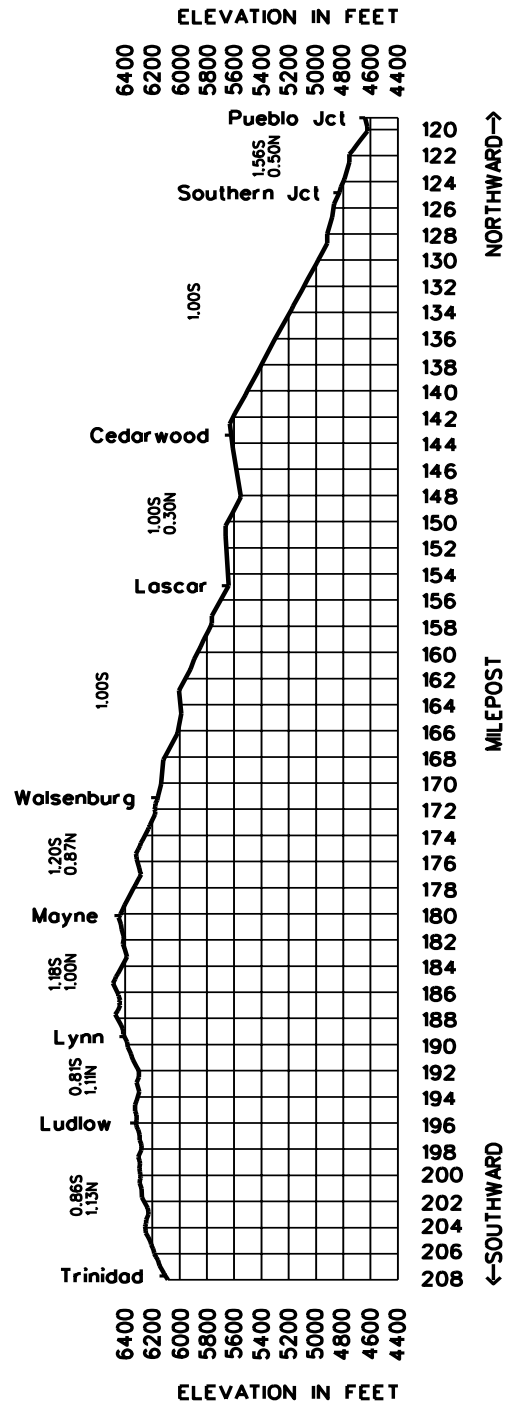 ELEVATION IN FEET
6400 6200 6000 5800 5600 5400 5200 5000 4800 4600 4400
Pueblo Jct
120
1.56S
0.50N
122
NORTHWARD→
124
Southern Jct
126
128
130
1.00S
132
134
136
138
140
142
Cedarwood
144
146
148
1.00S
0.30N
150
152
154
Lascar
156
158
160
162
1.00S
MILEPOST
164
166
168
170
Walsenburg
172
174
1.20S
0.87N
176
178
Mayne
180
182
1.18S
1.00N
184
186
188
Lynn
190
0.81S
1.11N
192
194
Ludlow
196
198
200
0.86S
1.13N
202
←SOUTHWARD
204
206
Trinidad
208
6400 6200 6000 5800 5600 5400 5200 5000 4800 4600 4400
ELEVATION IN FEET